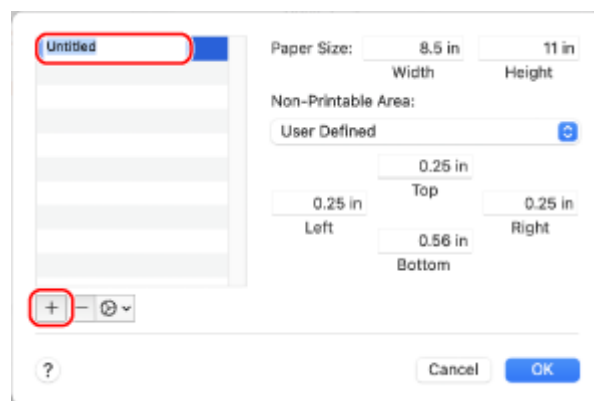 Untitled
Paper Size: 8.5 in 11 in
Width Height
Non-Printable Area:
User Defined
0.25 in
Top
0.25 in 0.25 in
Left Right
0.56 in
Bottom
+ −
? Cancel OK